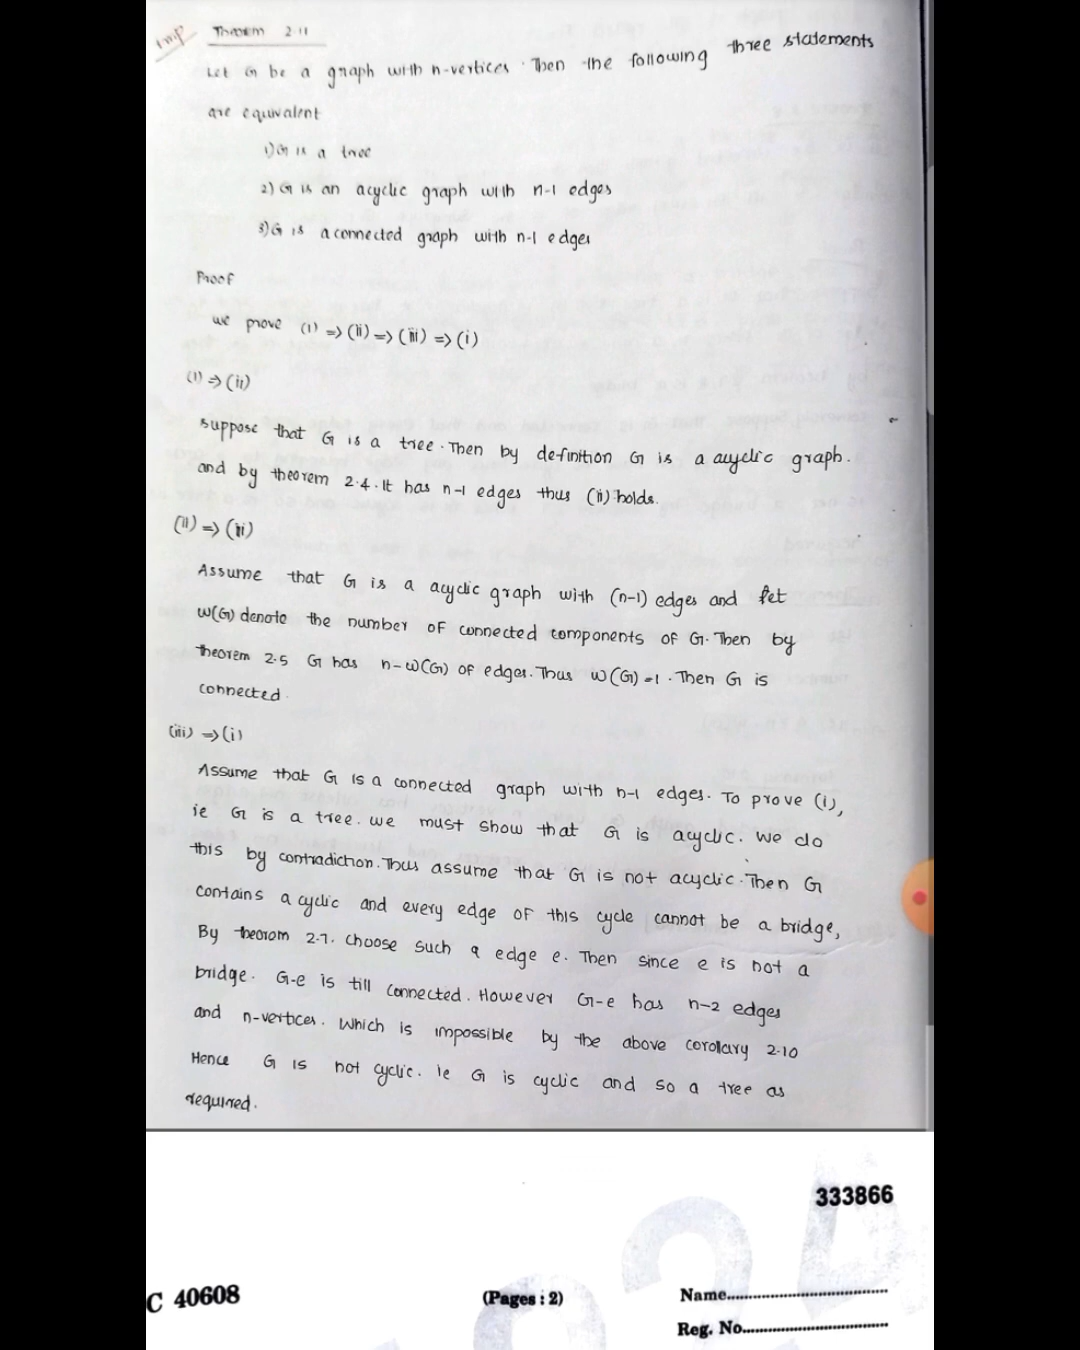 imp Theorem 2.11
Let G be a graph with n-vertices. Then the following three statements
are equivalent
1) G is a tree
2) G is an acyclic graph with n-1 edges
3) G is a connected graph with n-1 edges
Proof
we prove (i) => (ii) => (iii) => (i)
(i) => (ii)
suppose that G is a tree. Then by definition G is a acyclic graph.
and by theorem 2.4. It has n-1 edges thus (ii) holds.
(ii) => (iii)
Assume that G is a acyclic graph with (n-1) edges and let
ω(G) denote the number of connected components of G. Then by
theorem 2.5 G has n-ω(G) of edges. Thus ω(G) = 1. Then G is
connected.
(iii) => (i)
Assume that G is a connected graph with n-1 edges. To prove (i),
ie G is a tree. we must show that G is acyclic. we do
this by contradiction. Thus assume that G is not acyclic. Then G
contains a cyclic and every edge of this cycle cannot be a bridge,
By theorom 2.7. choose such a edge e. Then since e is not a
bridge. G-e is till connected. However G-e has n-2 edges
and n-vertices. Which is impossible by the above corollary 2.10
Hence G is not cyclic. ie G is cyclic and so a tree as
required.
333866
C 40608 (Pages : 2) Name....................................
Reg. No.................................